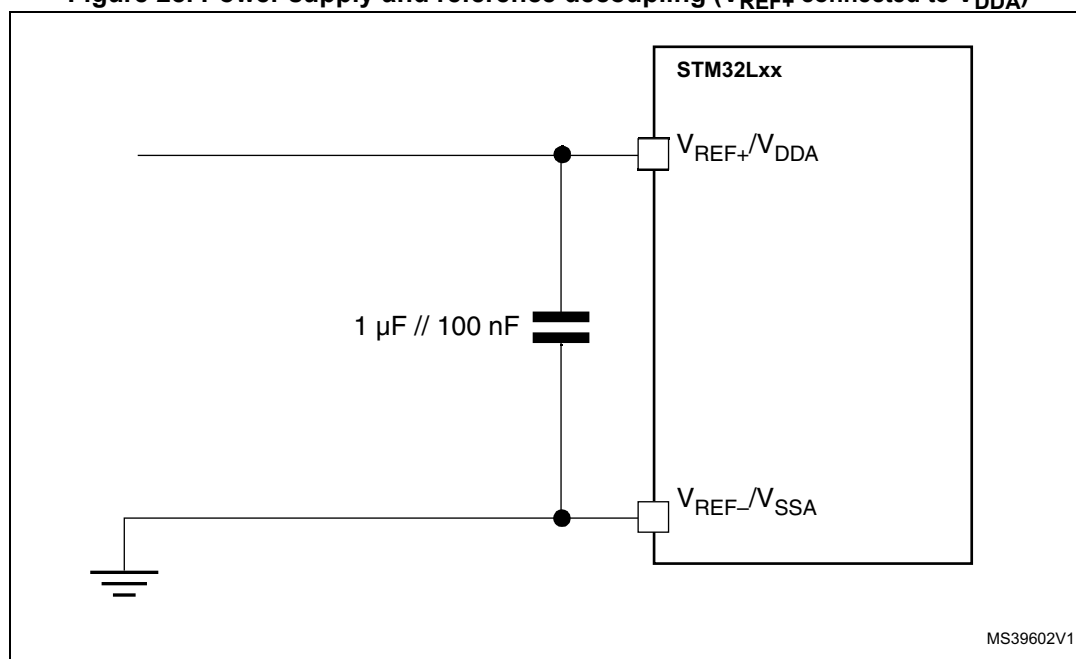 STM32Lxx
VREF+/VDDA
1 µF // 100 nF
VREF–/VSSA
MS39602V1